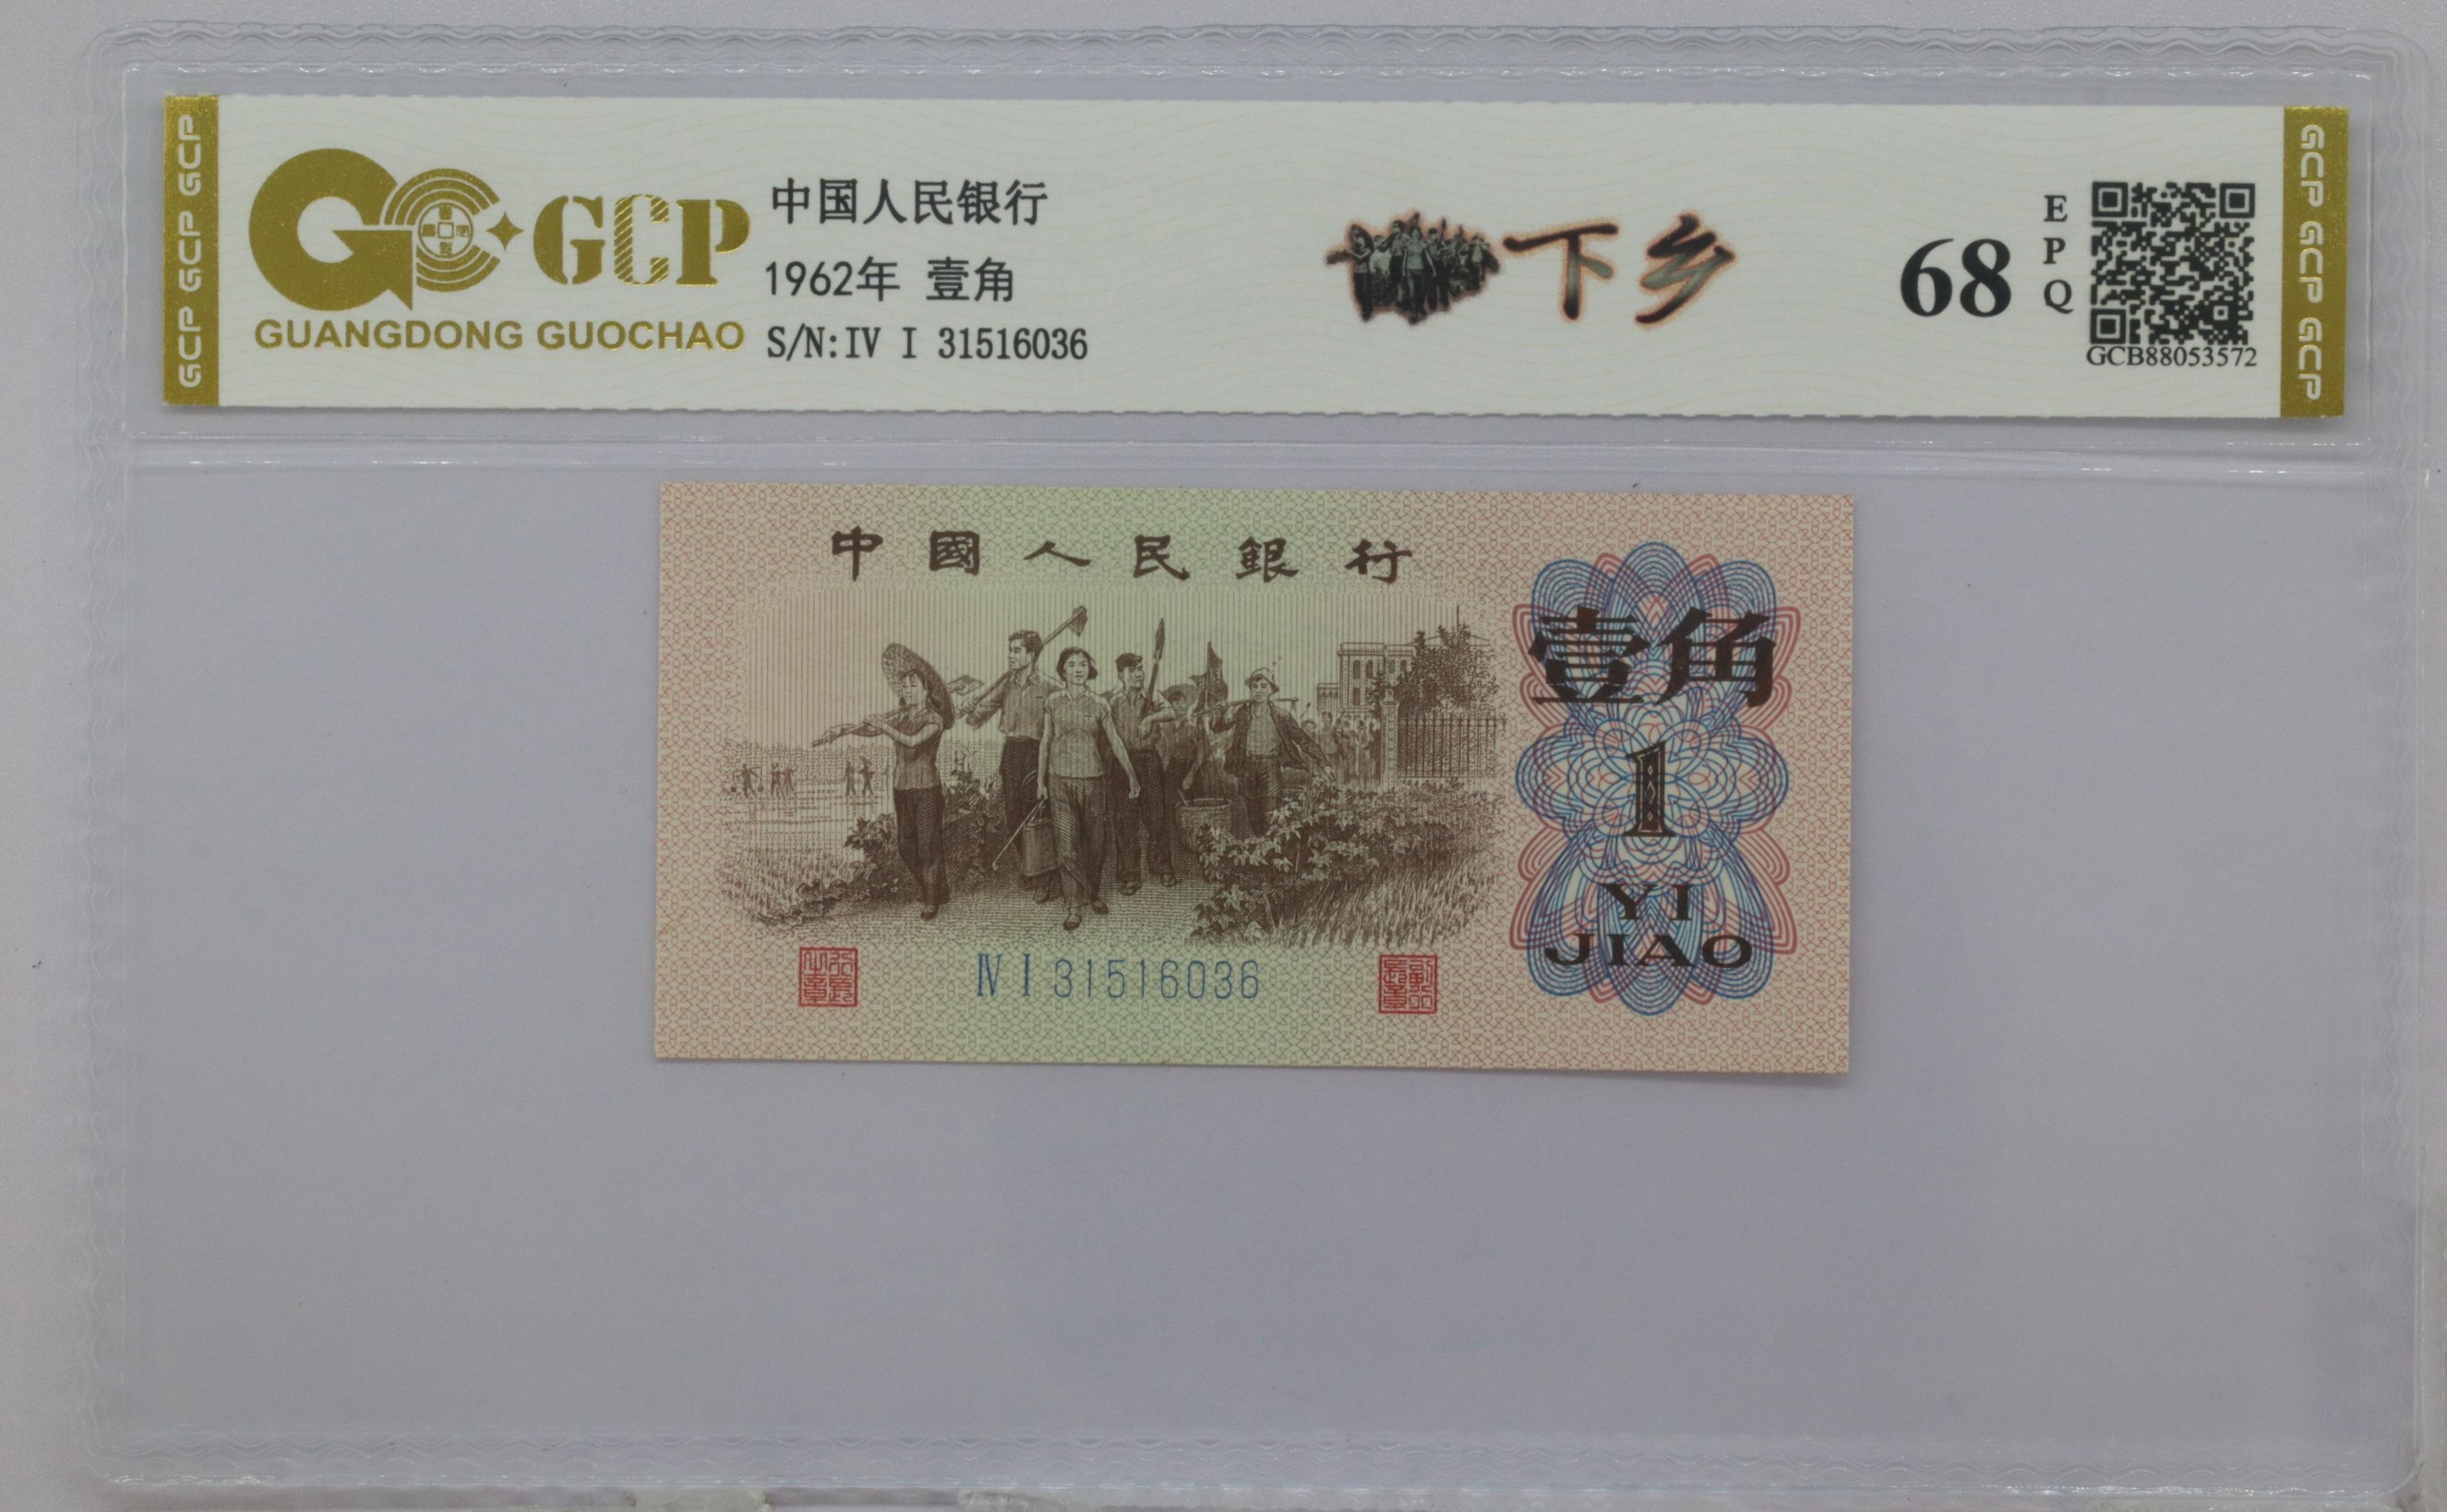 GCP GCP GCP
GCP
GUANGDONG GUOCHAO
中国人民银行
1962年 壹角
S/N:IV I 31516036
下乡
68
E
P
Q
GCB88053572
GCP GCP GCP
中國人民銀行
壹角
1
YI
JIAO
Ⅳ Ⅰ 31516036